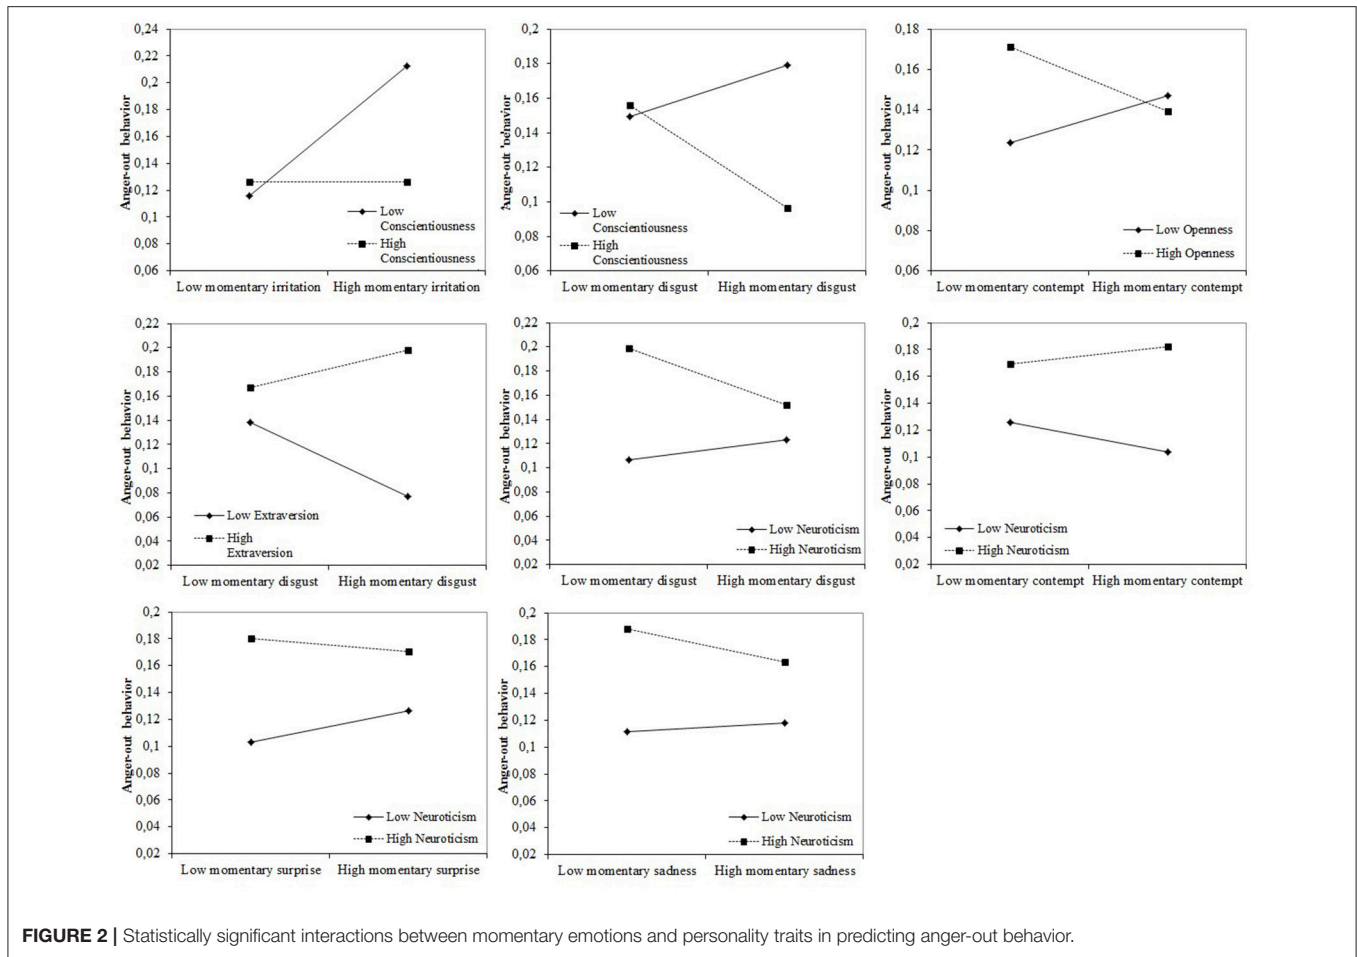 0,24
0,22
0,2
0,18
0,16
0,14
0,12
0,1
0,08
0,06
Anger-out behavior
Low
Conscientiousness
High
Conscientiousness
Low momentary irritation High momentary irritation
0,2
0,18
0,16
0,14
0,12
0,1
0,08
0,06
Anger-out 'behavior
Low
Conscientiousness
High
Conscientiousness
Low momentary disgust High momentary disgust
0,18
0,16
0,14
0,12
0,1
0,08
0,06
Anger-out behavior
Low Openness
High Openness
Low momentary contempt High momentary contempt
0,22
0,2
0,18
0,16
0,14
0,12
0,1
0,08
0,06
0,04
0,02
Anger-out behavior
Low Extraversion
High
Extraversion
Low momentary disgust High momentary disgust
0,22
0,2
0,18
0,16
0,14
0,12
0,1
0,08
0,06
0,04
0,02
Anger-out behavior
Low Neuroticism
High Neuroticism
Low momentary disgust High momentary disgust
0,2
0,18
0,16
0,14
0,12
0,1
0,08
0,06
0,04
0,02
Anger-out behavior
Low Neuroticism
High Neuroticism
Low momentary contempt High momentary contempt
0,2
0,18
0,16
0,14
0,12
0,1
0,08
0,06
0,04
0,02
Anger-out behavior
Low Neuroticism
High Neuroticism
Low momentary surprise High momentary surprise
0,2
0,18
0,16
0,14
0,12
0,1
0,08
0,06
0,04
0,02
Anger-out behavior
Low Neuroticism
High Neuroticism
Low momentary sadness High momentary sadness
FIGURE 2 | Statistically significant interactions between momentary emotions and personality traits in predicting anger-out behavior.